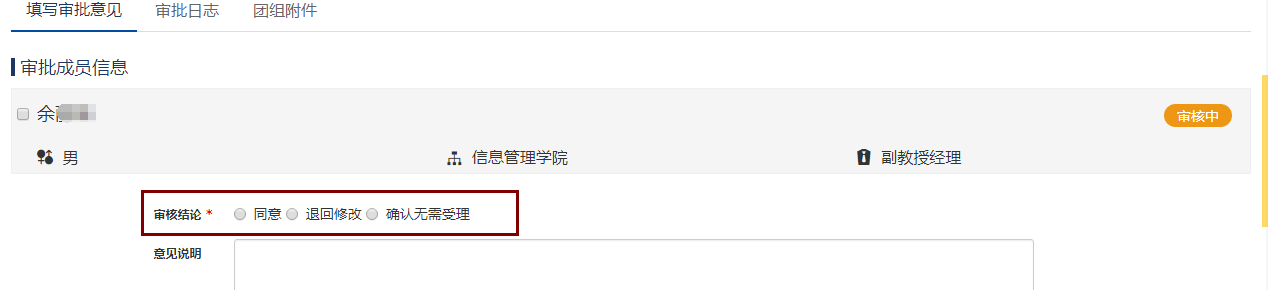 填写审批意见 审批日志 团组附件
审批成员信息
余
审核中
男 信息管理学院 副教授经理
审核结论 * 同意 退回修改 确认无需受理
意见说明